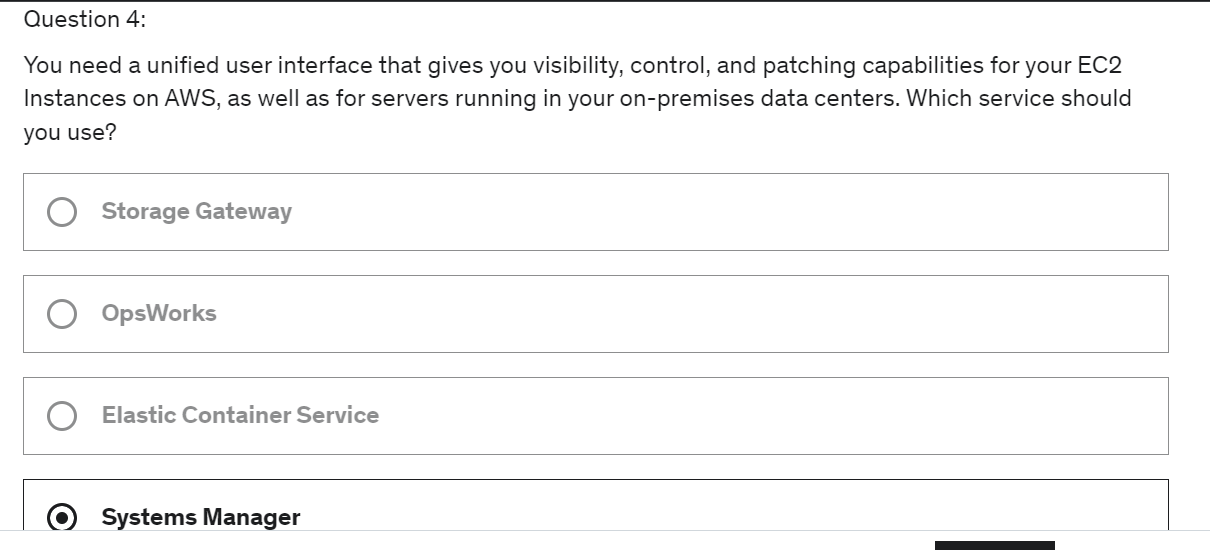 Question 4:
You need a unified user interface that gives you visibility, control, and patching capabilities for your EC2
Instances on AWS, as well as for servers running in your on-premises data centers. Which service should
you use?
Storage Gateway
OpsWorks
Elastic Container Service
Systems Manager